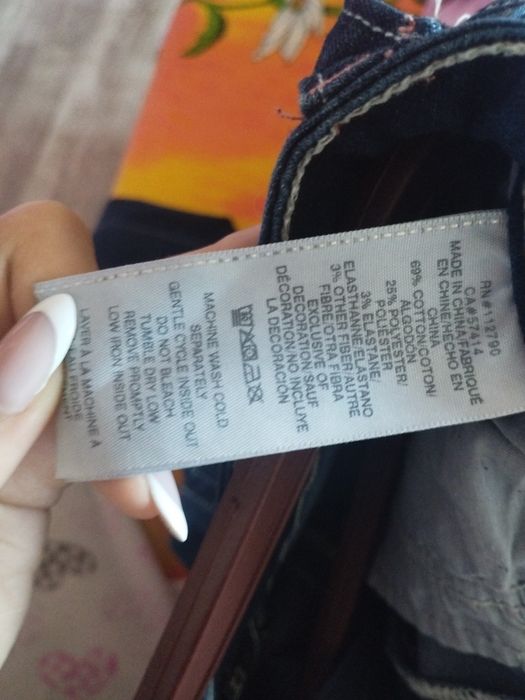 RN#112790
CA#57414
MADE IN CHINA/FABRIQUÉ
EN CHINE/HECHO EN
CHINA
69% COTTON/COTON/
ALGODON
25% POLYESTER/
POLIÉSTER
3% ELASTANE/
ELASTHANNE/ELASTANO
3% OTHER FIBER/AUTRE
FIBRE/OTRA FIBRA
EXCLUSIVE OF
DECORATION SAUF
DÉCORATION/NO INCLUYE
LA DECORACIÓN
MACHINE WASH COLD
SEPARATELY
GENTLE CYCLE INSIDE OUT
DO NOT BLEACH
TUMBLE DRY LOW
REMOVE PROMPTLY
LOW IRON INSIDE OUT
LAVER À LA MACHINE À
FROIDE